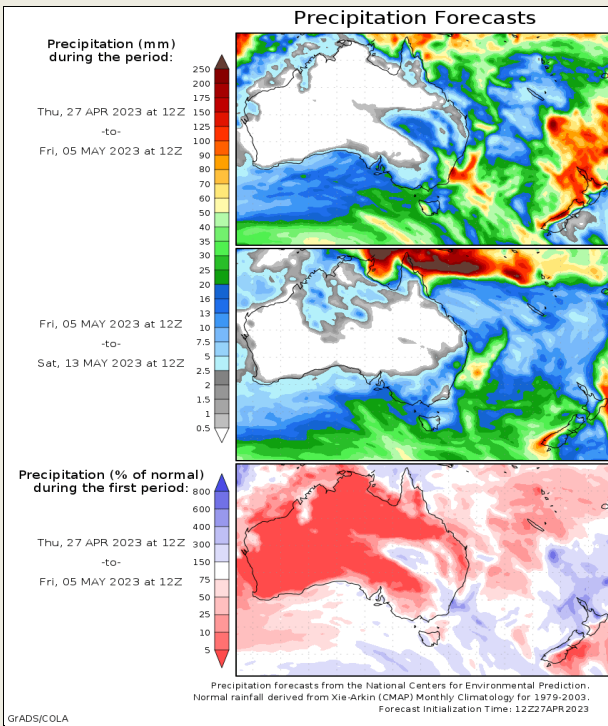 Precipitation Forecasts
Precipitation (mm)
during the period:
Thu, 27 APR 2023 at 12Z
-to-
Fri, 05 MAY 2023 at 12Z
250
200
175
150
125
100
90
80
70
60
50
40
35
30
25
20
16
13
10
7.5
5
2.5
2
1.5
1
0.5
Fri, 05 MAY 2023 at 12Z
-to-
Sat, 13 MAY 2023 at 12Z
Precipitation (% of normal)
during the first period:
Thu, 27 APR 2023 at 12Z
-to-
Fri, 05 MAY 2023 at 12Z
800
600
400
300
150
75
50
25
10
5
Precipitation forecasts from the National Centers for Environmental Prediction.
Normal rainfall derived from Xie-Arkin (CMAP) Monthly Climatology for 1979-2003.
Forecast Initialization Time: 12Z27APR2023
GrADS/COLA